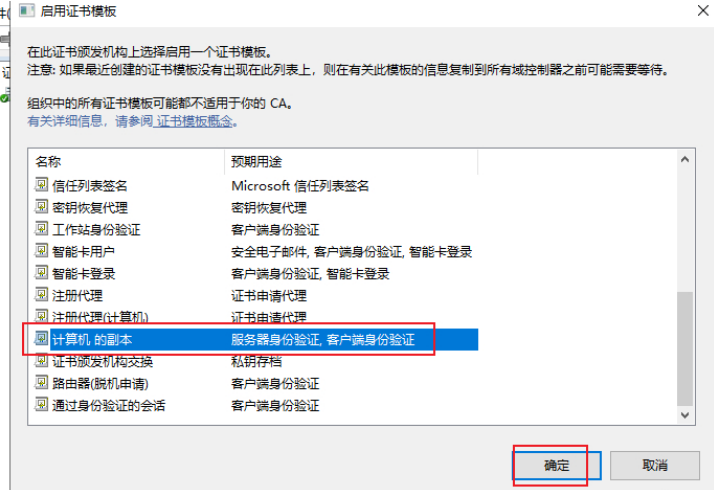 启用证书模板
在此证书颁发机构上选择启用一个证书模板。
注意: 如果最近创建的证书模板没有出现在此列表上，则在有关此模板的信息复制到所有域控制器之前可能需要等待。
组织中的所有证书模板可能都不适用于你的 CA。
有关详细信息，请参阅 证书模板概念。
名称 预期用途
信任列表签名 Microsoft 信任列表签名
密钥恢复代理 密钥恢复代理
工作站身份验证 客户端身份验证
智能卡用户 安全电子邮件, 客户端身份验证, 智能卡登录
智能卡登录 客户端身份验证, 智能卡登录
注册代理 证书申请代理
注册代理(计算机) 证书申请代理
计算机 的副本 服务器身份验证, 客户端身份验证
证书颁发机构交换 私钥存档
路由器(脱机申请) 客户端身份验证
通过身份验证的会话 客户端身份验证
确定 取消